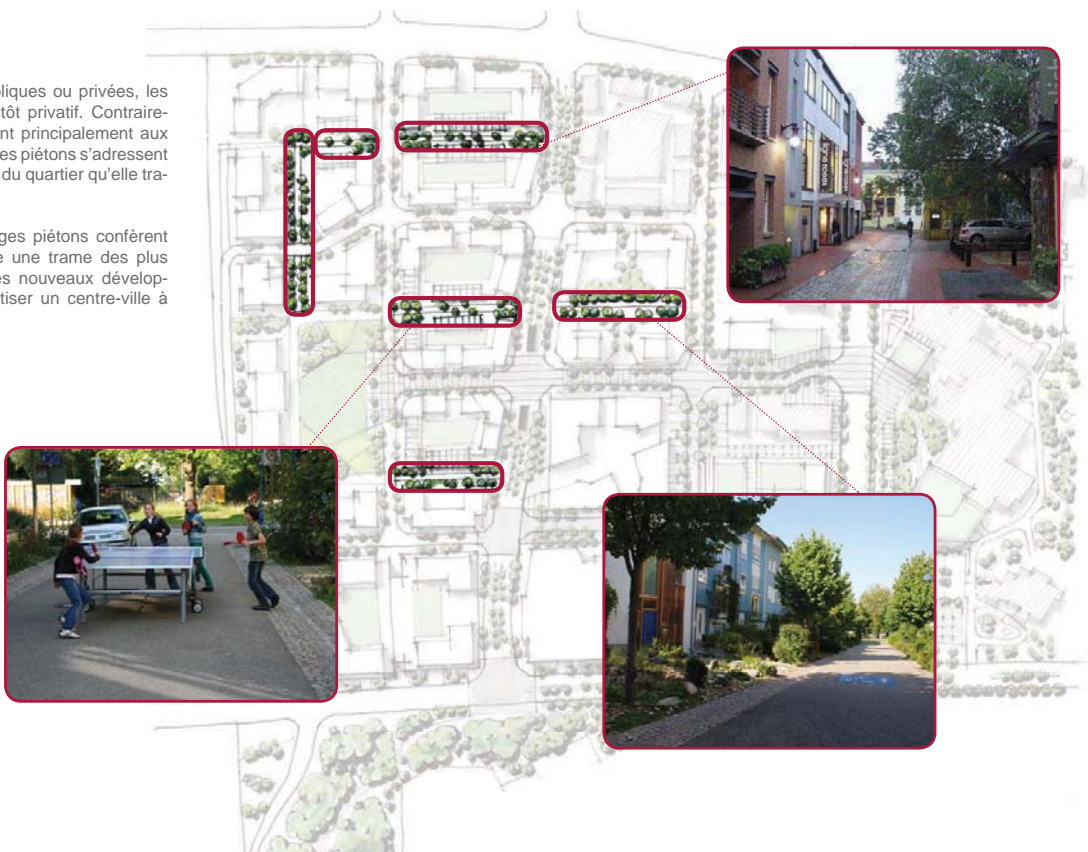 oliques ou privées, les
tôt privatif. Contraire-
nt principalement aux
es piétons s'adressent
du quartier qu'elle tra-
ges piétons confèrent
e une trame des plus
es nouveaux dévelop-
tiser un centre-ville à